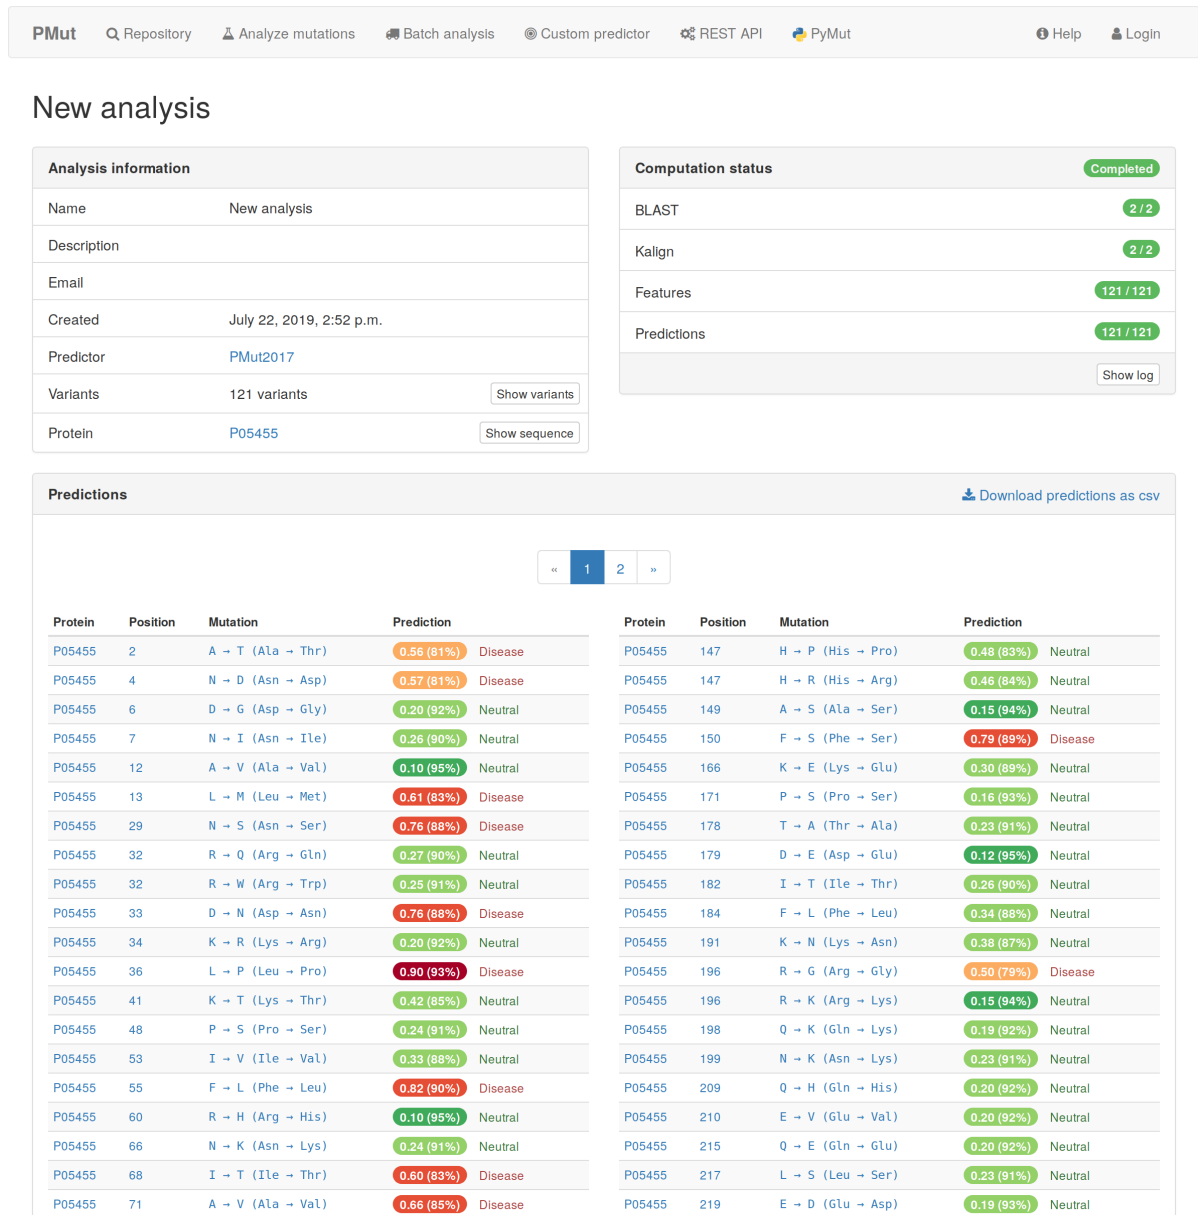 PMut Repository Analyze mutations Batch analysis Custom predictor REST API PyMut Help Login
New analysis
Analysis information
Name New analysis
Description
Email
Created July 22, 2019, 2:52 p.m.
Predictor PMut2017
Variants 121 variants Show variants
Protein P05455 Show sequence
Computation status Completed
BLAST 2 / 2
Kalign 2 / 2
Features 121 / 121
Predictions 121 / 121
Show log
Predictions Download predictions as csv
« 1 2 »
Protein Position Mutation Prediction
P05455 2 A → T (Ala → Thr) 0.56 (81%) Disease
P05455 4 N → D (Asn → Asp) 0.57 (81%) Disease
P05455 6 D → G (Asp → Gly) 0.20 (92%) Neutral
P05455 7 N → I (Asn → Ile) 0.26 (90%) Neutral
P05455 12 A → V (Ala → Val) 0.10 (95%) Neutral
P05455 13 L → M (Leu → Met) 0.61 (83%) Disease
P05455 29 N → S (Asn → Ser) 0.76 (88%) Disease
P05455 32 R → Q (Arg → Gln) 0.27 (90%) Neutral
P05455 32 R → W (Arg → Trp) 0.25 (91%) Neutral
P05455 33 D → N (Asp → Asn) 0.76 (88%) Disease
P05455 34 K → R (Lys → Arg) 0.20 (92%) Neutral
P05455 36 L → P (Leu → Pro) 0.90 (93%) Disease
P05455 41 K → T (Lys → Thr) 0.42 (85%) Neutral
P05455 48 P → S (Pro → Ser) 0.24 (91%) Neutral
P05455 53 I → V (Ile → Val) 0.33 (88%) Neutral
P05455 55 F → L (Phe → Leu) 0.82 (90%) Disease
P05455 60 R → H (Arg → His) 0.10 (95%) Neutral
P05455 66 N → K (Asn → Lys) 0.24 (91%) Neutral
P05455 68 I → T (Ile → Thr) 0.60 (83%) Disease
P05455 71 A → V (Ala → Val) 0.66 (85%) Disease
Protein Position Mutation Prediction
P05455 147 H → P (His → Pro) 0.48 (83%) Neutral
P05455 147 H → R (His → Arg) 0.46 (84%) Neutral
P05455 149 A → S (Ala → Ser) 0.15 (94%) Neutral
P05455 150 F → S (Phe → Ser) 0.79 (89%) Disease
P05455 166 K → E (Lys → Glu) 0.30 (89%) Neutral
P05455 171 P → S (Pro → Ser) 0.16 (93%) Neutral
P05455 178 T → A (Thr → Ala) 0.23 (91%) Neutral
P05455 179 D → E (Asp → Glu) 0.12 (95%) Neutral
P05455 182 I → T (Ile → Thr) 0.26 (90%) Neutral
P05455 184 F → L (Phe → Leu) 0.34 (88%) Neutral
P05455 191 K → N (Lys → Asn) 0.38 (87%) Neutral
P05455 196 R → G (Arg → Gly) 0.50 (79%) Disease
P05455 196 R → K (Arg → Lys) 0.15 (94%) Neutral
P05455 198 Q → K (Gln → Lys) 0.19 (92%) Neutral
P05455 199 N → K (Asn → Lys) 0.23 (91%) Neutral
P05455 209 Q → H (Gln → His) 0.20 (92%) Neutral
P05455 210 E → V (Glu → Val) 0.20 (92%) Neutral
P05455 215 Q → E (Gln → Glu) 0.20 (92%) Neutral
P05455 217 L → S (Leu → Ser) 0.23 (91%) Neutral
P05455 219 E → D (Glu → Asp) 0.19 (93%) Neutral